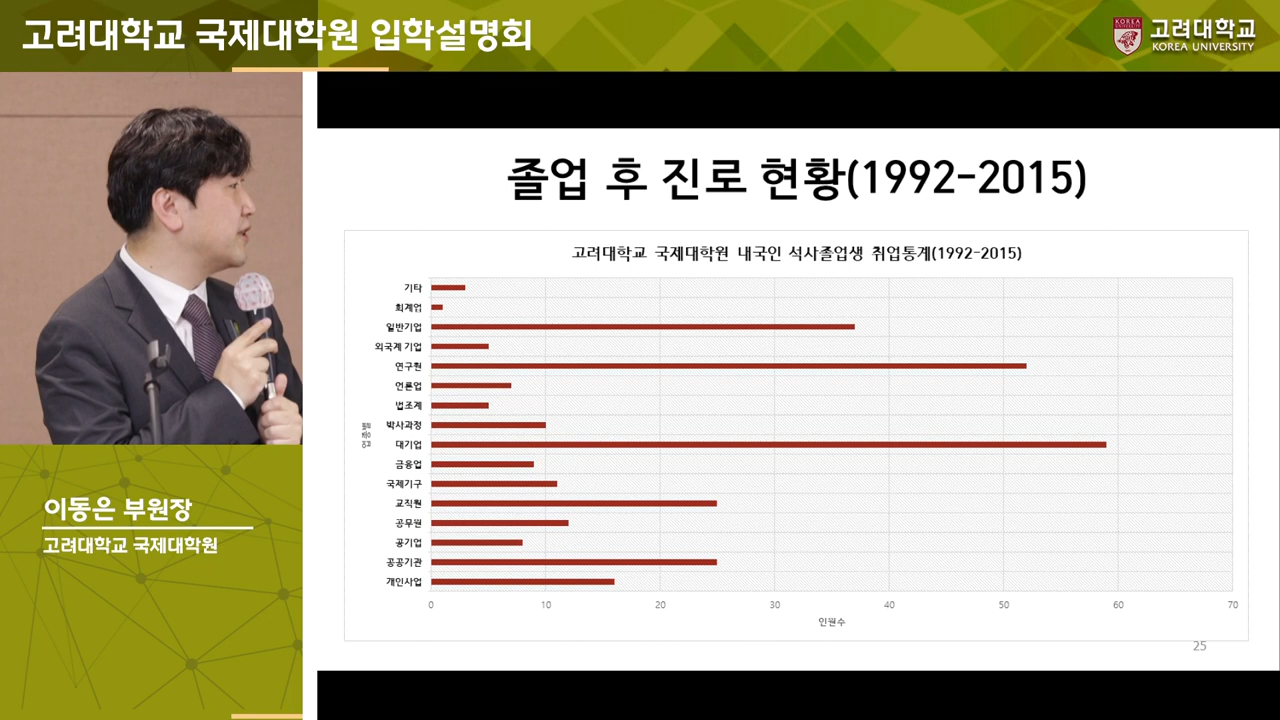 고려대학교 국제대학원 입학설명회
KOREA
UNIVERSITY
고려대학교
KOREA UNIVERSITY
이동은 부원장
고려대학교 국제대학원
졸업 후 진로 현황(1992-2015)
고려대학교 국제대학원 내국인 석사졸업생 취업통계(1992-2015)
기타
회계업
일반기업
외국계 기업
연구원
언론업
법조계
박사과정
대기업
금융업
국제기구
교직원
공무원
공기업
공공기관
개인사업
업종별
0 10 20 30 40 50 60 70
인원수
25